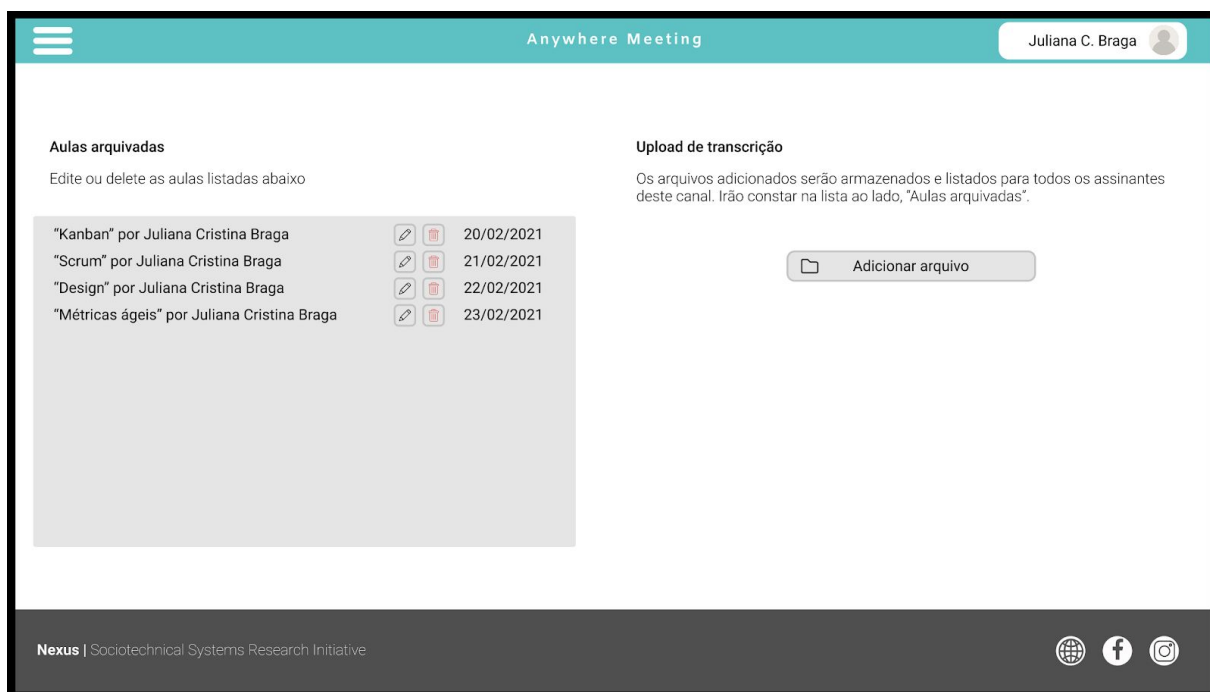 Anywhere Meeting
Juliana C. Braga
Aulas arquivadas
Edite ou delete as aulas listadas abaixo
“Kanban” por Juliana Cristina Braga 20/02/2021
“Scrum” por Juliana Cristina Braga 21/02/2021
“Design” por Juliana Cristina Braga 22/02/2021
“Métricas ágeis” por Juliana Cristina Braga 23/02/2021
Upload de transcrição
Os arquivos adicionados serão armazenados e listados para todos os assinantes
deste canal. Irão constar na lista ao lado, “Aulas arquivadas”.
Adicionar arquivo
Nexus | Sociotechnical Systems Research Initiative